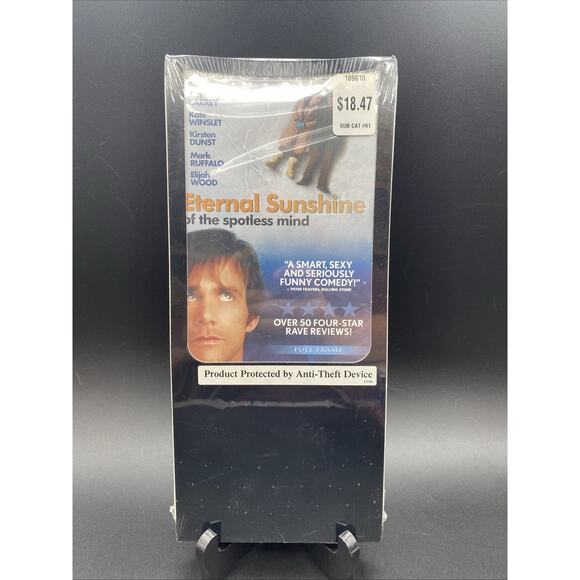 169810
$18.47
SUB CAT #01
CARREY
Kate
WINSLET
Kirsten
DUNST
Mark
RUFFALO
Elijah
WOOD
Eternal Sunshine
of the spotless mind
"A SMART, SEXY
AND SERIOUSLY
FUNNY COMEDY!"
— PETER TRAVERS, ROLLING STONE
OVER 50 FOUR-STAR
RAVE REVIEWS!
FULL FRAME
Product Protected by Anti-Theft Device